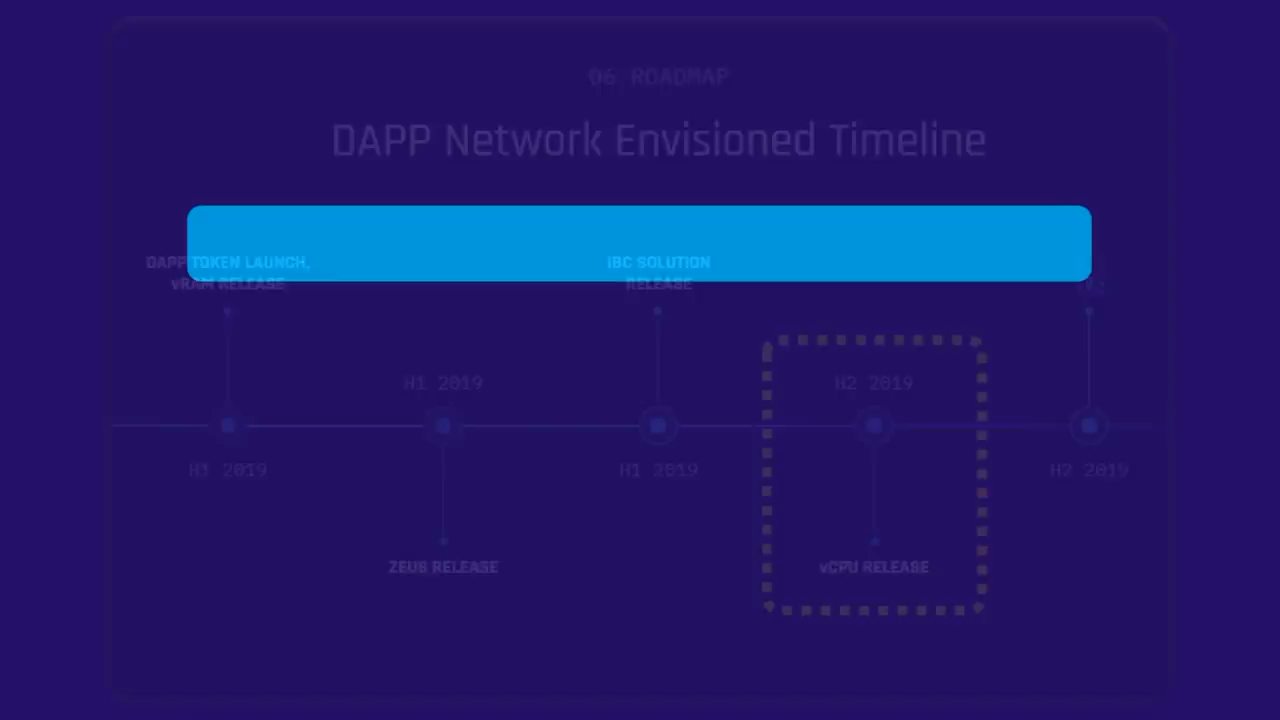 06. ROADMAP
DAPP Network Envisioned Timeline
DAPP TOKEN LAUNCH,
vRAM RELEASE
IBC SOLUTION
RELEASE
H1 2019
H2 2019
H1 2019
H1 2019
H2 2019
ZEUS RELEASE
vCPU RELEASE